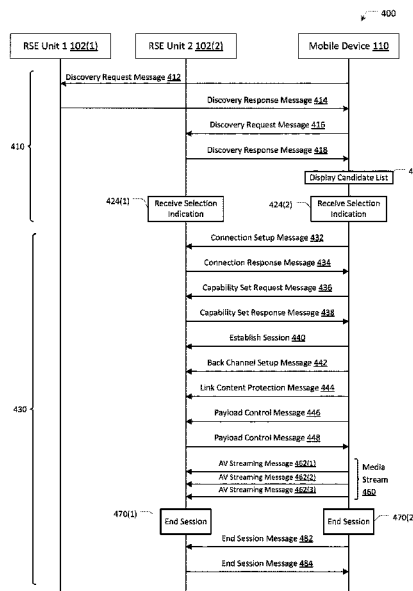 400
RSE Unit 1 102(1)
RSE Unit 2 102(2)
Mobile Device 110
Discovery Request Message 412
Discovery Response Message 414
410
Discovery Request Message 416
Discovery Response Message 418
4
Display Candidate List
424(1)
Receive Selection
Indication
424(2)
Receive Selection
Indication
Connection Setup Message 432
Connection Response Message 434
Capability Set Request Message 436
Capability Set Response Message 438
Establish Session 440
Back Channel Setup Message 442
Link Content Protection Message 444
430
Payload Control Message 446
Payload Control Message 448
AV Streaming Message 462(1)
AV Streaming Message 462(2)
AV Streaming Message 462(3)
Media
Stream
460
470(1)
End Session
End Session
470(2
End Session Message 482
End Session Message 484